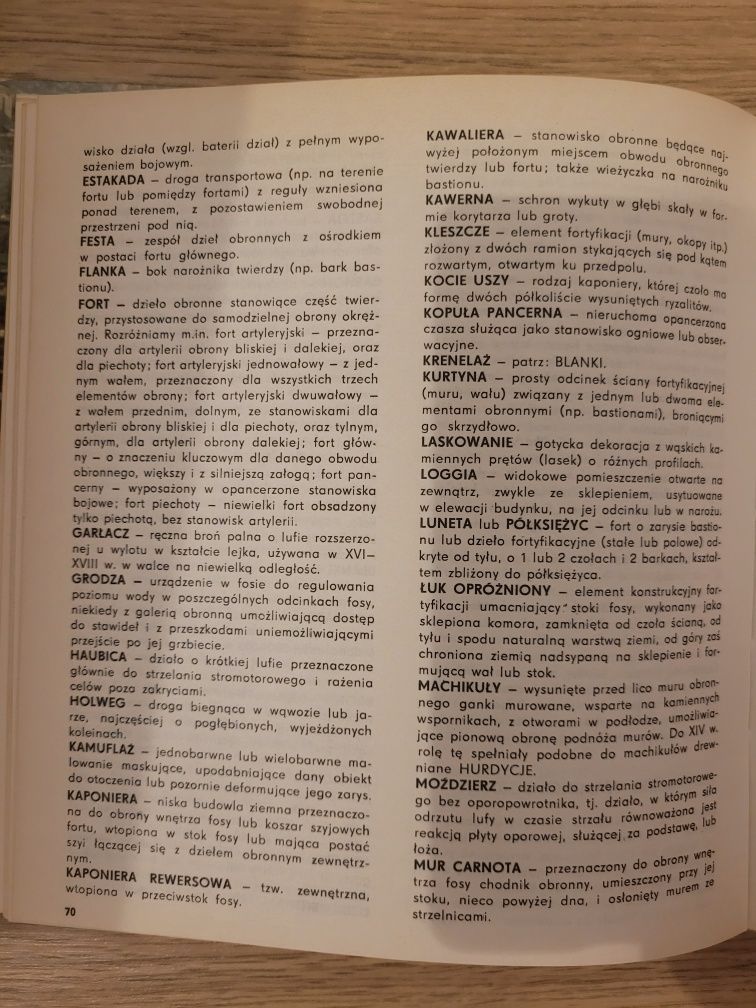 wisko działa (wzgl. baterii dział) z pełnym wypo-
sażeniem bojowym.
ESTAKADA – droga transportowa (np. na terenie
fortu lub pomiędzy fortami) z reguły wzniesiona
ponad terenem, z pozostawieniem swobodnej
przestrzeni pod nią.
FESTA – zespół dzieł obronnych z ośrodkiem
w postaci fortu głównego.
FLANKA – bok narożnika twierdzy (np. bark bas-
tionu).
FORT – dzieło obronne stanowiące część twier-
dzy, przystosowane do samodzielnej obrony okręż-
nej. Rozróżniamy m.in. fort artyleryjski – przezna-
czony dla artylerii obrony bliskiej i dalekiej, oraz
dla piechoty; fort artyleryjski jednowałowy – z jed-
nym wałem, przeznaczony dla wszystkich trzech
elementów obrony; fort artyleryjski dwuwałowy –
z wałem przednim, dolnym, ze stanowiskami dla
artylerii obrony bliskiej i dla piechoty, oraz tylnym,
górnym, dla artylerii obrony dalekiej; fort głów-
ny – o znaczeniu kluczowym dla danego obwodu
obronnego, większy i z silniejszą załogą; fort pan-
cerny – wyposażony w opancerzone stanowiska
bojowe; fort piechoty – niewielki fort obsadzony
tylko piechotą, bez stanowisk artylerii.
GARŁACZ – ręczna broń palna o lufie rozszerzo-
nej u wylotu w kształcie lejka, używana w XVI–
XVIII w. w walce na niewielką odległość.
GRODZA – urządzenie w fosie do regulowania
poziomu wody w poszczególnych odcinkach fosy,
niekiedy z galerią obronną umożliwiającą dostęp
do stawideł i z przeszkodami uniemożliwiającymi
przejście po jej grzbiecie.
HAUBICA – działo o krótkiej lufie przeznaczone
głównie do strzelania stromotorowego i rażenia
celów poza zakryciami.
HOLWEG – droga biegnąca w wąwozie lub ja-
rze, najczęściej o pogłębionych, wyjeżdżonych
koleinach.
KAMUFLAŻ – jednobarwne lub wielobarwne ma-
lowanie maskujące, upodabniające dany obiekt
do otoczenia lub pozornie deformujące jego zarys.
KAPONIERA – niska budowla ziemna przeznaczo-
na do obrony wnętrza fosy lub koszar szyjowych
fortu, wtopiona w stok fosy lub mająca postać
szyi łączącej się z dziełem obronnym zewnętrz-
nym.
KAPONIERA REWERSOWA – tzw. zewnętrzna,
wtopiona w przeciwstok fosy.
70
KAWALIERA – stanowisko obronne będące naj-
wyżej położonym miejscem obwodu obronnego
twierdzy lub fortu; także wieżyczka na narożniku
bastionu.
KAWERNA – schron wykuty w głębi skały w for-
mie korytarza lub groty.
KLESZCZE – element fortyfikacji (mury, okopy itp.)
złożony z dwóch ramion stykających się pod kątem
rozwartym, otwartym ku przedpolu.
KOCIE USZY – rodzaj kaponiery, której czoło ma
formę dwóch półkoliście wysuniętych ryzalitów.
KOPUŁA PANCERNA – nieruchoma opancerzona
czasza służąca jako stanowisko ogniowe lub obser-
wacyjne.
KRENELAŻ – patrz: BLANKI.
KURTYNA – prosty odcinek ściany fortyfikacyjnej
(muru, wału) związany z jednym lub dwoma ele-
mentami obronnymi (np. bastionami), broniącymi
go skrzydłowo.
LASKOWANIE – gotycka dekoracja z wąskich ka-
miennych prętów (lasek) o różnych profilach.
LOGGIA – widokowe pomieszczenie otwarte na
zewnątrz, zwykle ze sklepieniem, usytuowane
w elewacji budynku, na jej odcinku lub w narożu.
LUNETA lub PÓŁKSIĘŻYC – fort o zarysie bastio-
nu lub dzieło fortyfikacyjne (stałe lub polowe) od-
kryte od tyłu, o 1 lub 2 czołach i 2 barkach, kształ-
tem zbliżony do półksiężyca.
ŁUK OPRÓŻNIONY – element konstrukcyjny for-
tyfikacji umacniający stoki fosy, wykonany jako
sklepiona komora, zamknięta od czoła ścianą, od
tyłu i spodu naturalną warstwą ziemi, od góry zaś
chroniona ziemią nadsypaną na sklepienie i for-
mującą wał lub stok.
MACHIKUŁY – wysunięte przed lico muru obron-
nego ganki murowane, wsparte na kamiennych
wspornikach, z otworami w podłodze, umożliwia-
jące pionową obronę podnóża murów. Do XIV w.
rolę tę spełniały podobne do machikułów drew-
niane HURDYCJE.
MOŹDZIERZ – działo do strzelania stromotorowe-
go bez oporopowrotnika, tj. działo, w którym siła
odrzutu lufy w czasie strzału równoważona jest
reakcją płyty oporowej, służącej za podstawę, lub
łoża.
MUR CARNOTA – przeznaczony do obrony wnę-
trza fosy chodnik obronny, umieszczony przy jej
stoku, nieco powyżej dna, i osłonięty murem ze
strzelnicami.